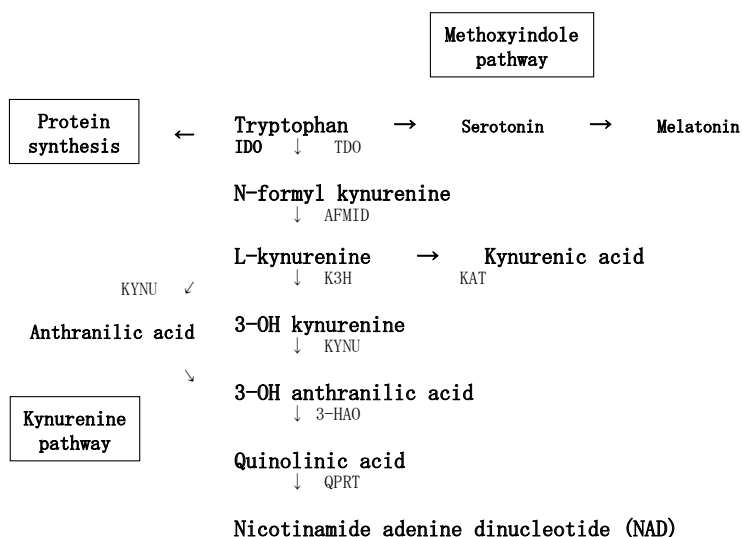 Methoxyindole
pathway
Protein
synthesis
← Tryptophan → Serotonin → Melatonin
IDO ↓ TDO
N-formyl kynurenine
↓ AFMID
L-kynurenine → Kynurenic acid
↓ K3H KAT
KYNU ↙
3-OH kynurenine
Anthranilic acid
↓ KYNU
↘
3-OH anthranilic acid
↓ 3-HAO
Kynurenine
pathway
Quinolinic acid
↓ QPRT
Nicotinamide adenine dinucleotide (NAD)